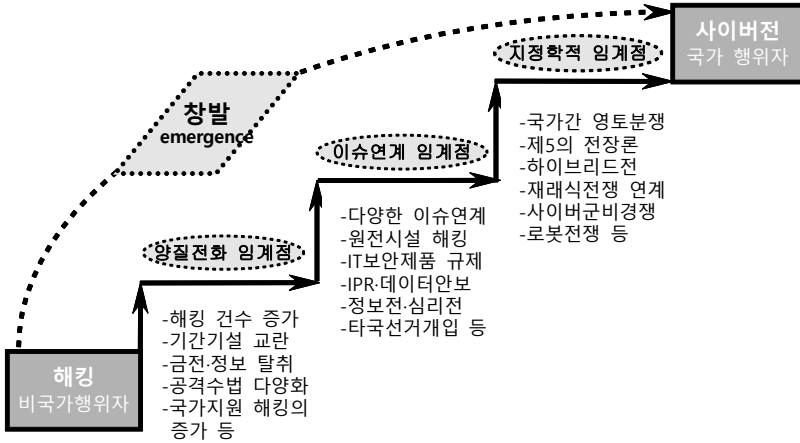 사이버전
국가 행위자
지정학적 임계점
창발
emergence
-국가간 영토분쟁
-제5의 전장론
-하이브리드전
-재래식전쟁 연계
-사이버군비경쟁
-로봇전쟁 등
이슈연계 임계점
-다양한 이슈연계
-원전시설 해킹
-IT보안제품 규제
-IPR·데이터안보
-정보전·심리전
-타국선거개입 등
양질전화 임계점
-해킹 건수 증가
-기간기설 교란
-금전·정보 탈취
-공격수법 다양화
-국가지원 해킹의
증가 등
해킹
비국가행위자